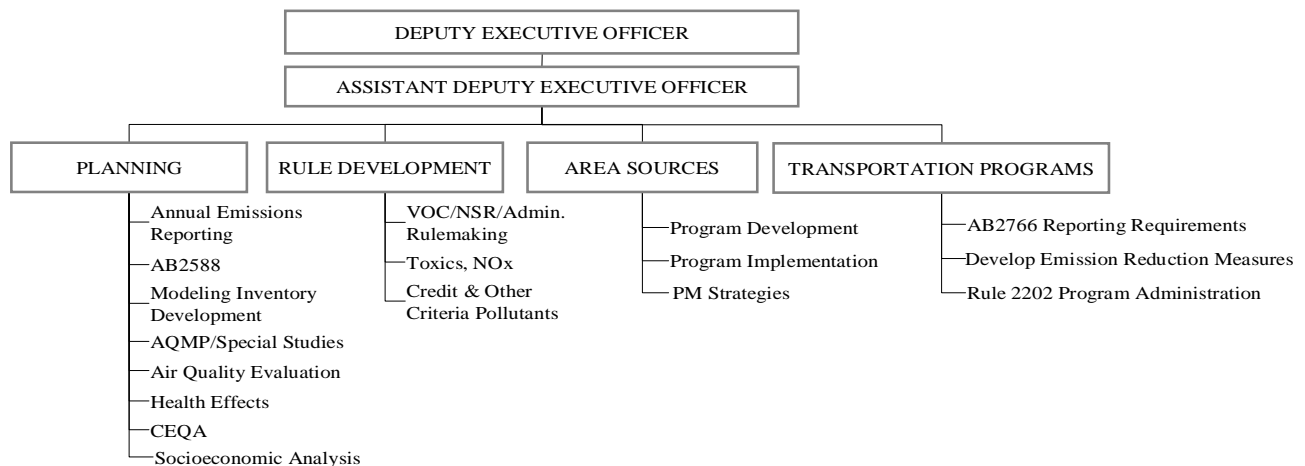 DEPUTY EXECUTIVE OFFICER
ASSISTANT DEPUTY EXECUTIVE OFFICER
PLANNING
Annual Emissions
Reporting
AB2588
Modeling Inventory
Development
AQMP/Special Studies
Air Quality Evaluation
Health Effects
CEQA
Socioeconomic Analysis
RULE DEVELOPMENT
VOC/NSR/Admin.
Rulemaking
Toxics, NOx
Credit & Other
Criteria Pollutants
AREA SOURCES
Program Development
Program Implementation
PM Strategies
TRANSPORTATION PROGRAMS
AB2766 Reporting Requirements
Develop Emission Reduction Measures
Rule 2202 Program Administration